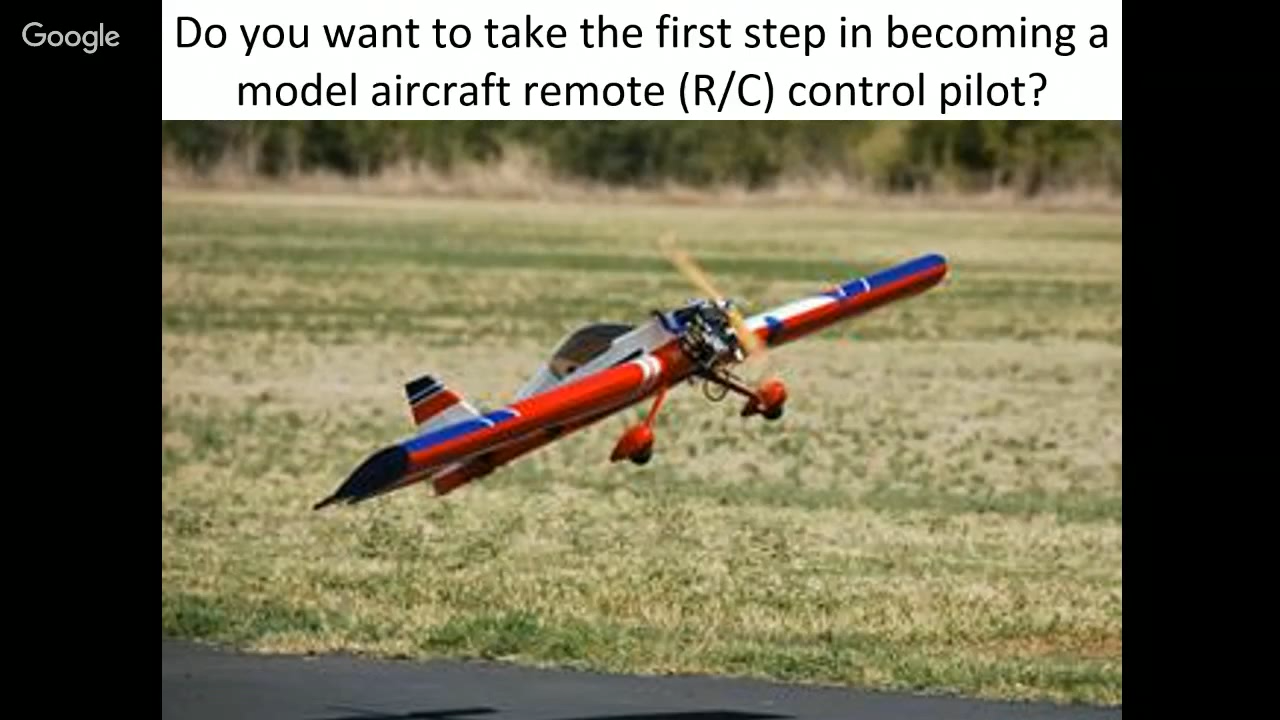 Google
Do you want to take the first step in becoming a
model aircraft remote (R/C) control pilot?